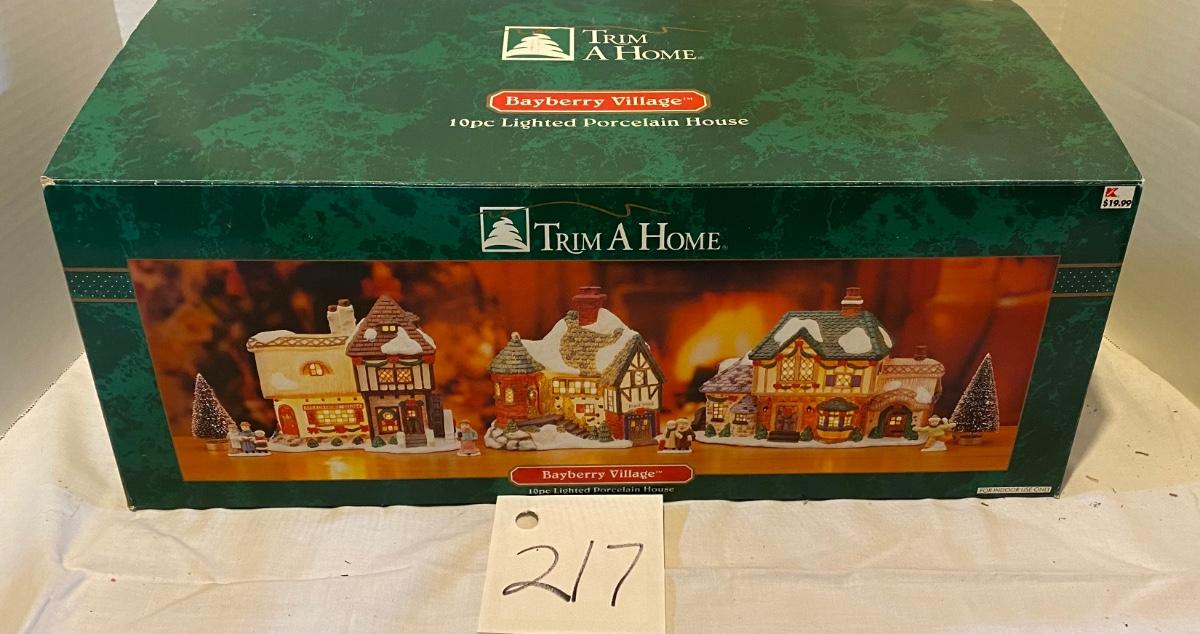 TRIM
A HOME®
Bayberry Village™
10pc Lighted Porcelain House
K
$19.99
TRIM A HOME®
Bayberry Village™
10pc Lighted Porcelain House
FOR INDOOR USE ONLY
217